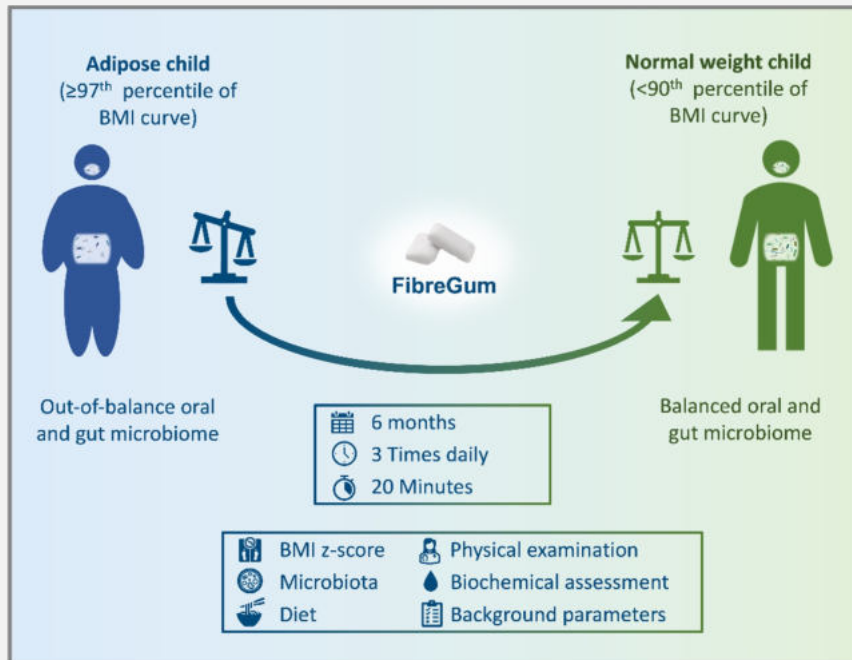 Adipose child
(≥97th percentile of
BMI curve)
Normal weight child
(<90th percentile of
BMI curve)
FibreGum
Out-of-balance oral
and gut microbiome
Balanced oral and
gut microbiome
6 months
3 Times daily
20 Minutes
BMI z-score
Physical examination
Microbiota
Biochemical assessment
Diet
Background parameters